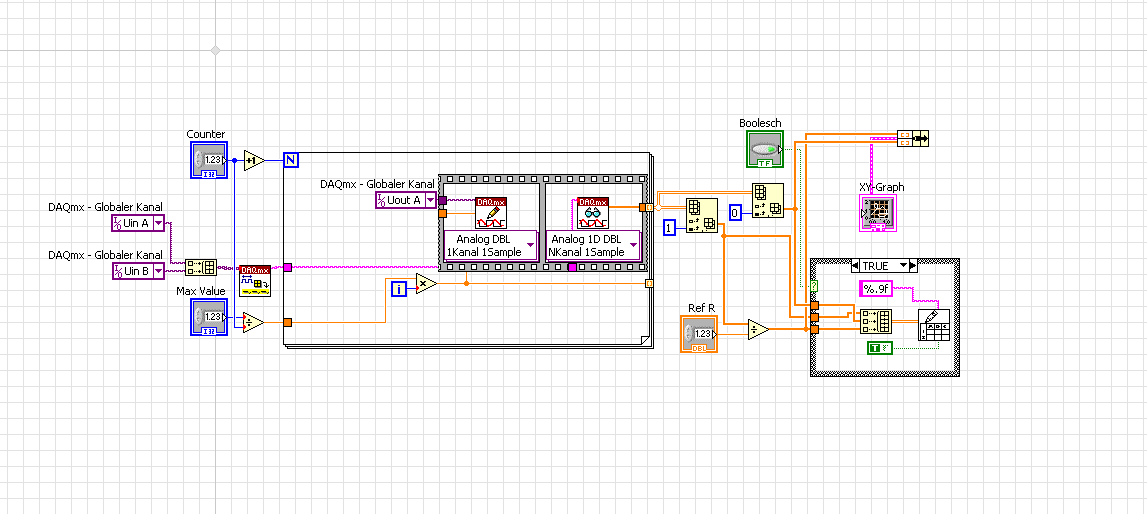 Counter
1.23
I32
+1
N
DAQmx - Globaler Kanal
Uin A
DAQmx - Globaler Kanal
Uin B
DAQmx
Max Value
1.23
I32
DAQmx - Globaler Kanal
Uout A
DAQmx
Analog DBL
1Kanal 1Sample
DAQmx
Analog 1D DBL
NKanal 1Sample
i
1
0
Boolesch
TF
XY-Graph
Ref R
1.23
DBL
TRUE
?
%.9f
T